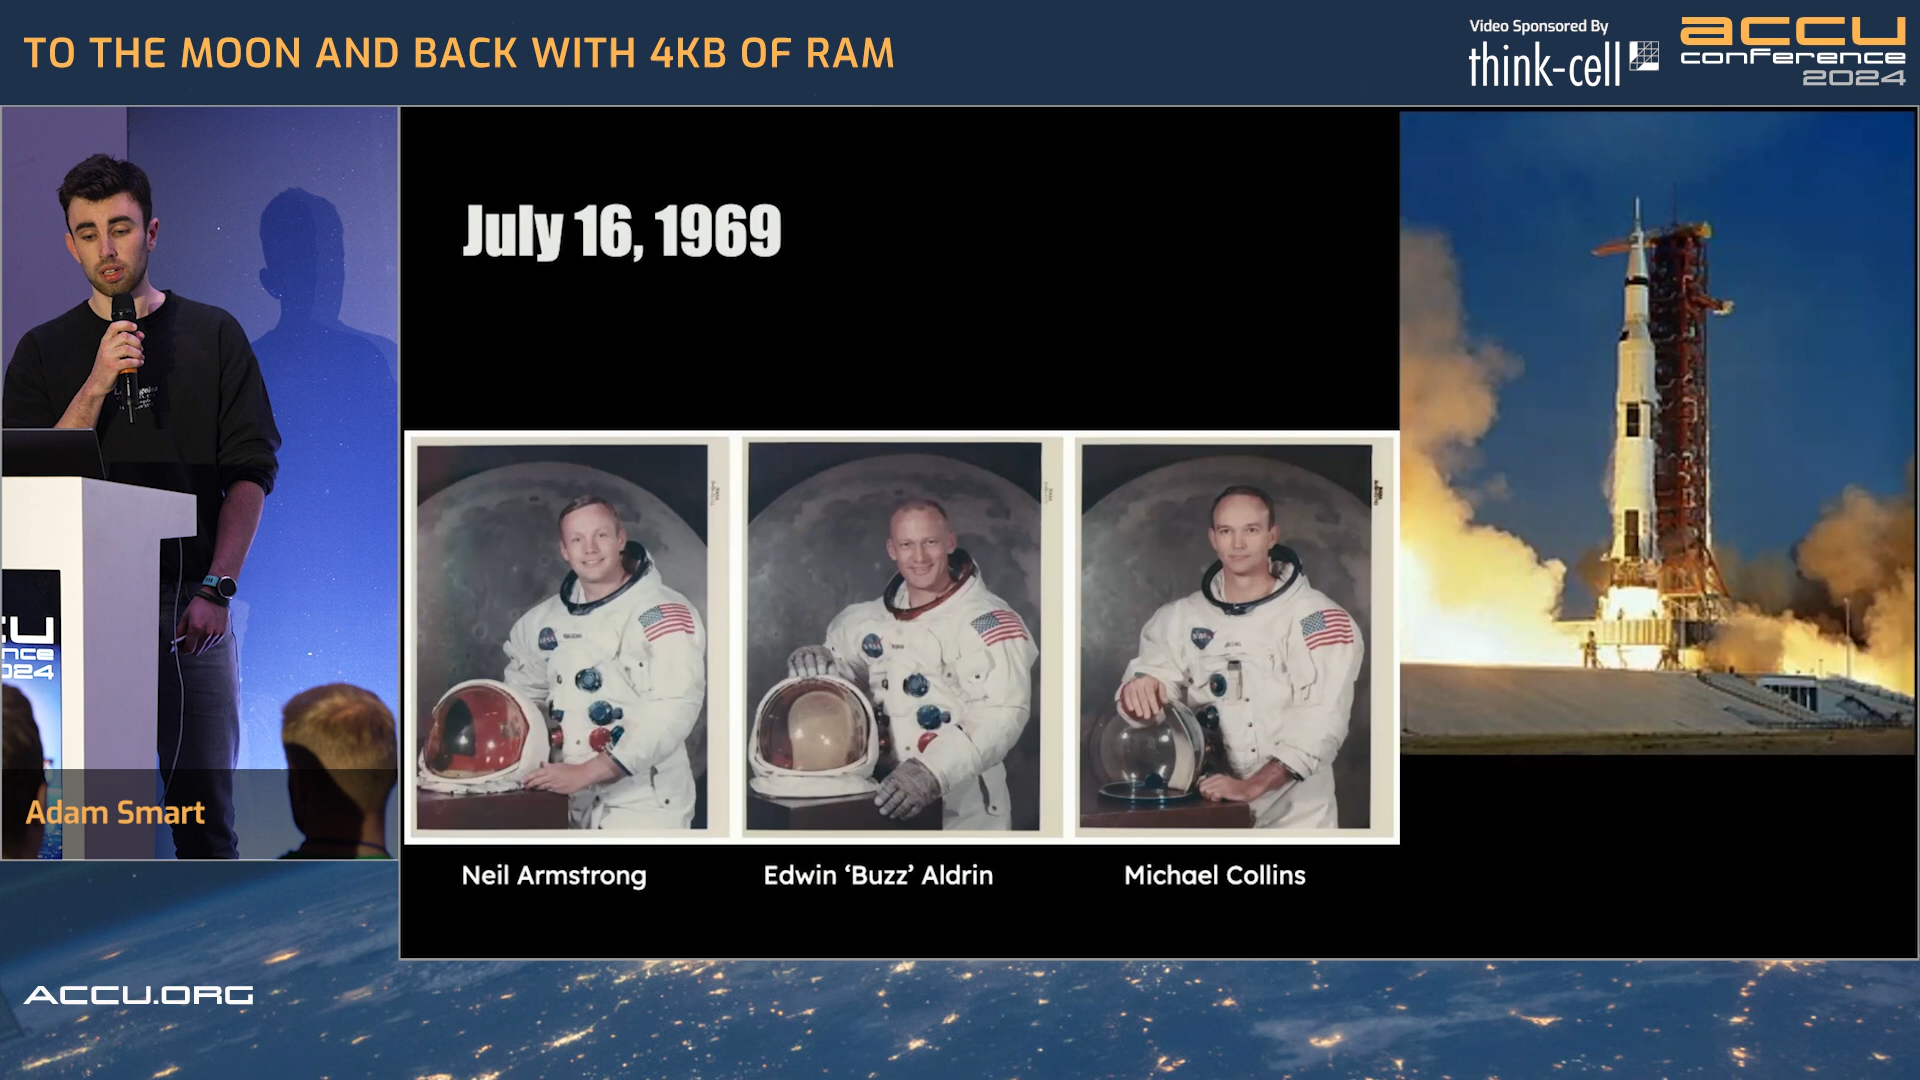 TO THE MOON AND BACK WITH 4KB OF RAM
Video Sponsored By
think-cell
accu
conference
2024
July 16, 1969
Neil Armstrong
Edwin ‘Buzz’ Aldrin
Michael Collins
Adam Smart
ACCU.ORG